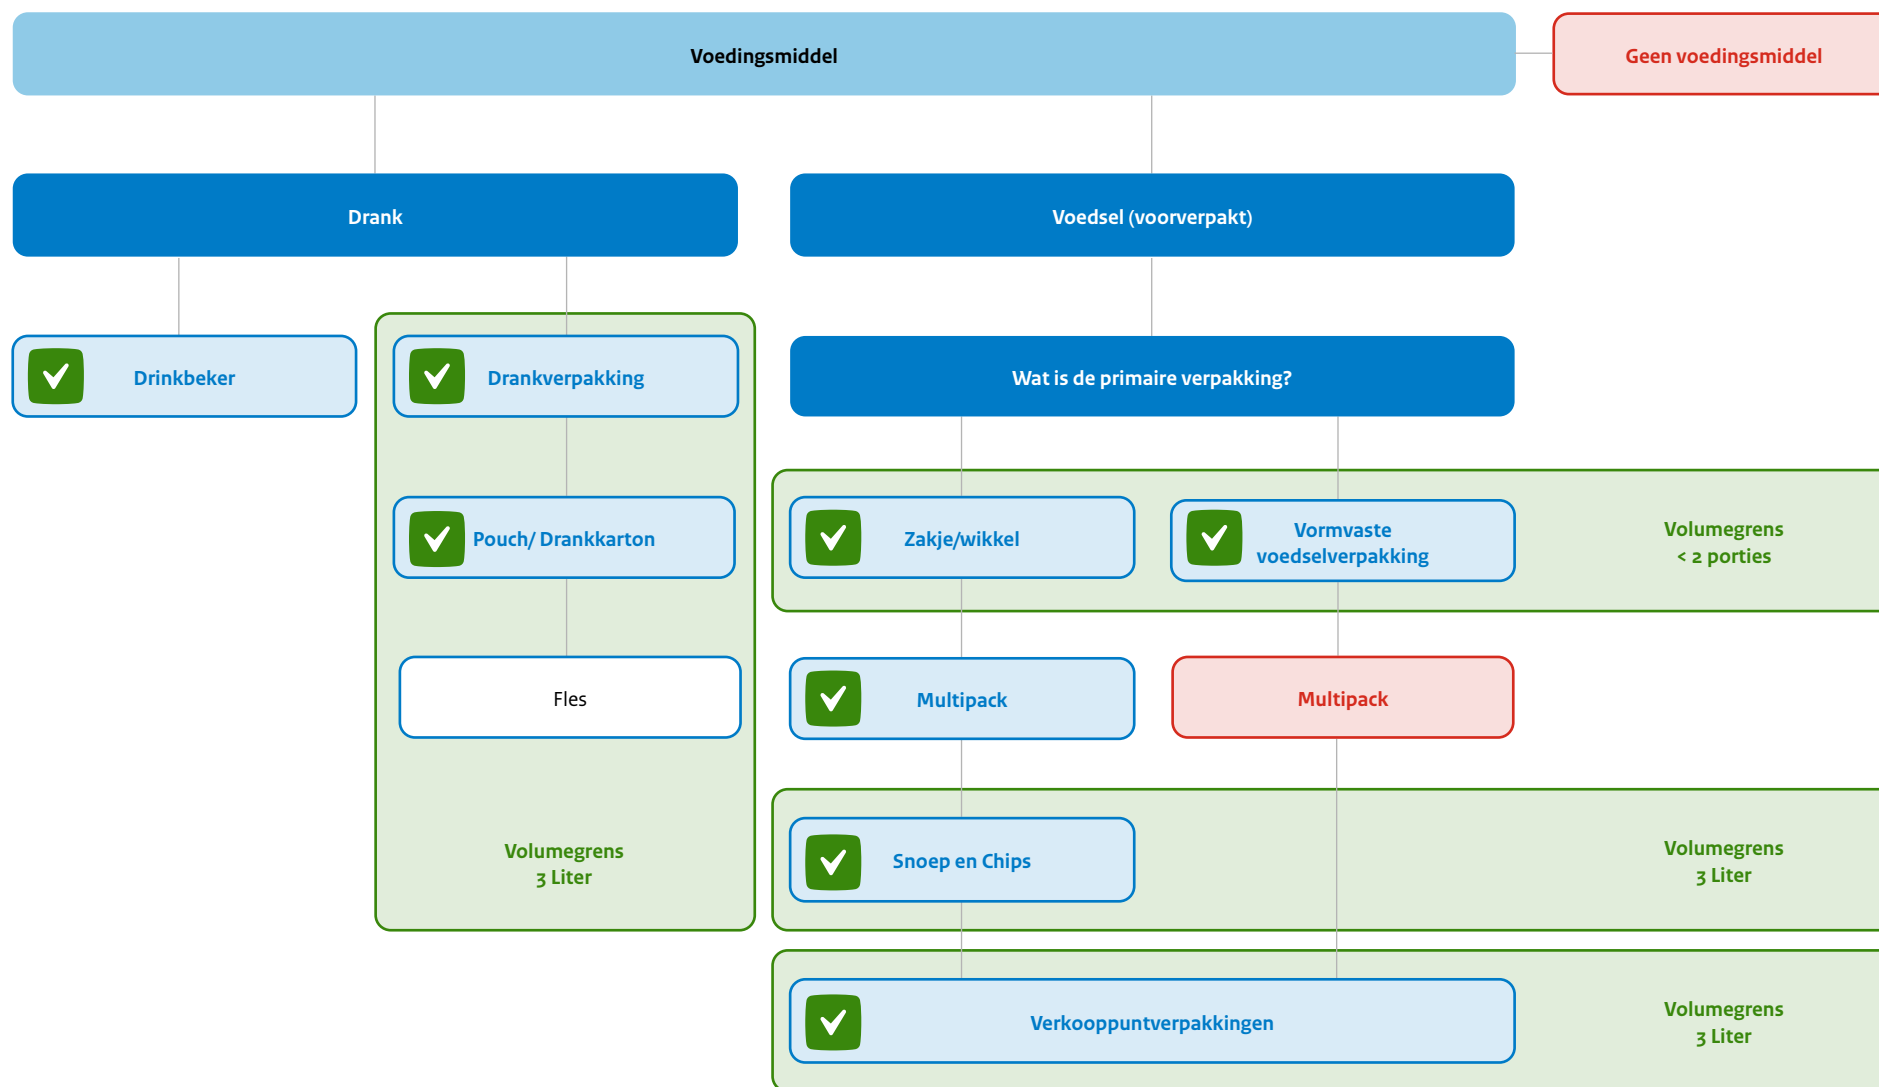 Voedingsmiddel
Geen voedingsmiddel
Drank
Voedsel (voorverpakt)
Drinkbeker
Drankverpakking
Wat is de primaire verpakking?
Pouch/ Drankkarton
Zakje/wikkel
Vormvaste
voedselverpakking
Volumegrens
< 2 porties
Fles
Multipack
Multipack
Volumegrens
3 Liter
Snoep en Chips
Volumegrens
3 Liter
Verkooppuntverpakkingen
Volumegrens
3 Liter